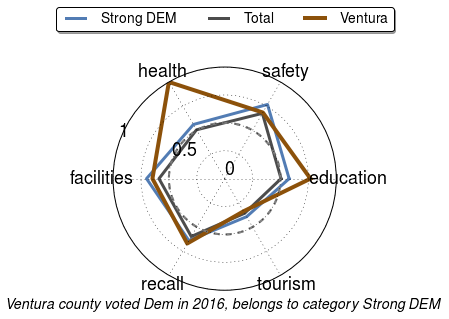 Strong DEM Total Ventura
health safety
1
0.5
0
facilities education
recall tourism
Ventura county voted Dem in 2016, belongs to category Strong DEM